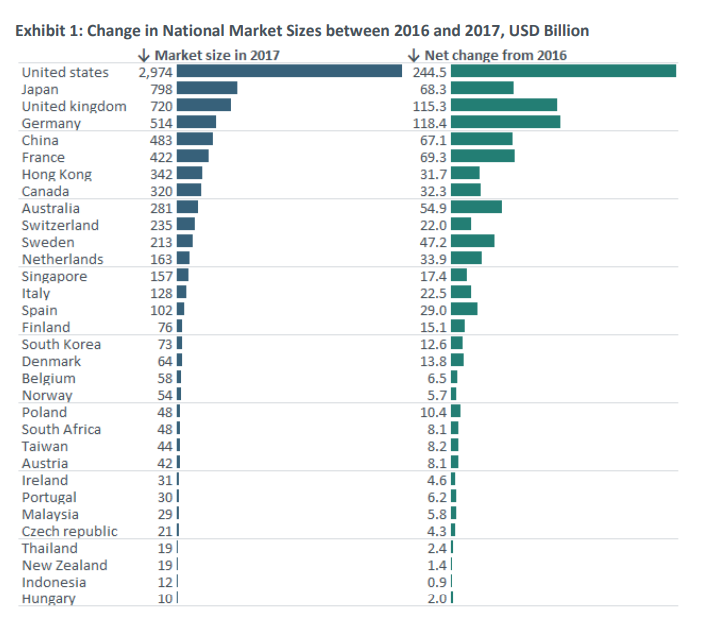 Exhibit 1: Change in National Market Sizes between 2016 and 2017, USD Billion
↓ Market size in 2017 ↓ Net change from 2016
United states 2,974 244.5
Japan 798 68.3
United kingdom 720 115.3
Germany 514 118.4
China 483 67.1
France 422 69.3
Hong Kong 342 31.7
Canada 320 32.3
Australia 281 54.9
Switzerland 235 22.0
Sweden 213 47.2
Netherlands 163 33.9
Singapore 157 17.4
Italy 128 22.5
Spain 102 29.0
Finland 76 15.1
South Korea 73 12.6
Denmark 64 13.8
Belgium 58 6.5
Norway 54 5.7
Poland 48 10.4
South Africa 48 8.1
Taiwan 44 8.2
Austria 42 8.1
Ireland 31 4.6
Portugal 30 6.2
Malaysia 29 5.8
Czech republic 21 4.3
Thailand 19 2.4
New Zealand 19 1.4
Indonesia 12 0.9
Hungary 10 2.0